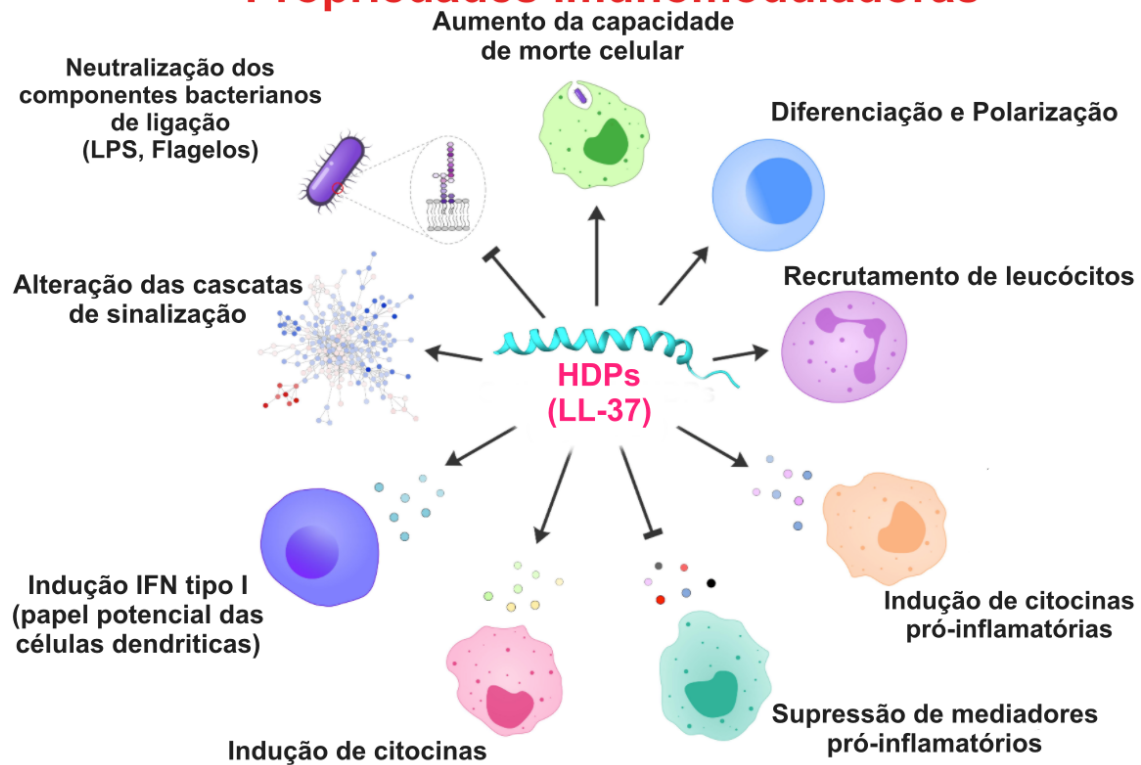 Propriedades Imunomoduladoras
Aumento da capacidade
de morte celular
Neutralização dos
componentes bacterianos
de ligação
(LPS, Flagelos)
Diferenciação e Polarização
Recrutamento de leucócitos
Alteração das cascatas
de sinalização
HDPs
(LL-37)
Indução IFN tipo I
(papel potencial das
células dendriticas)
Indução de citocinas
pró-inflamatórias
Supressão de mediadores
pró-inflamatórios
Indução de citocinas